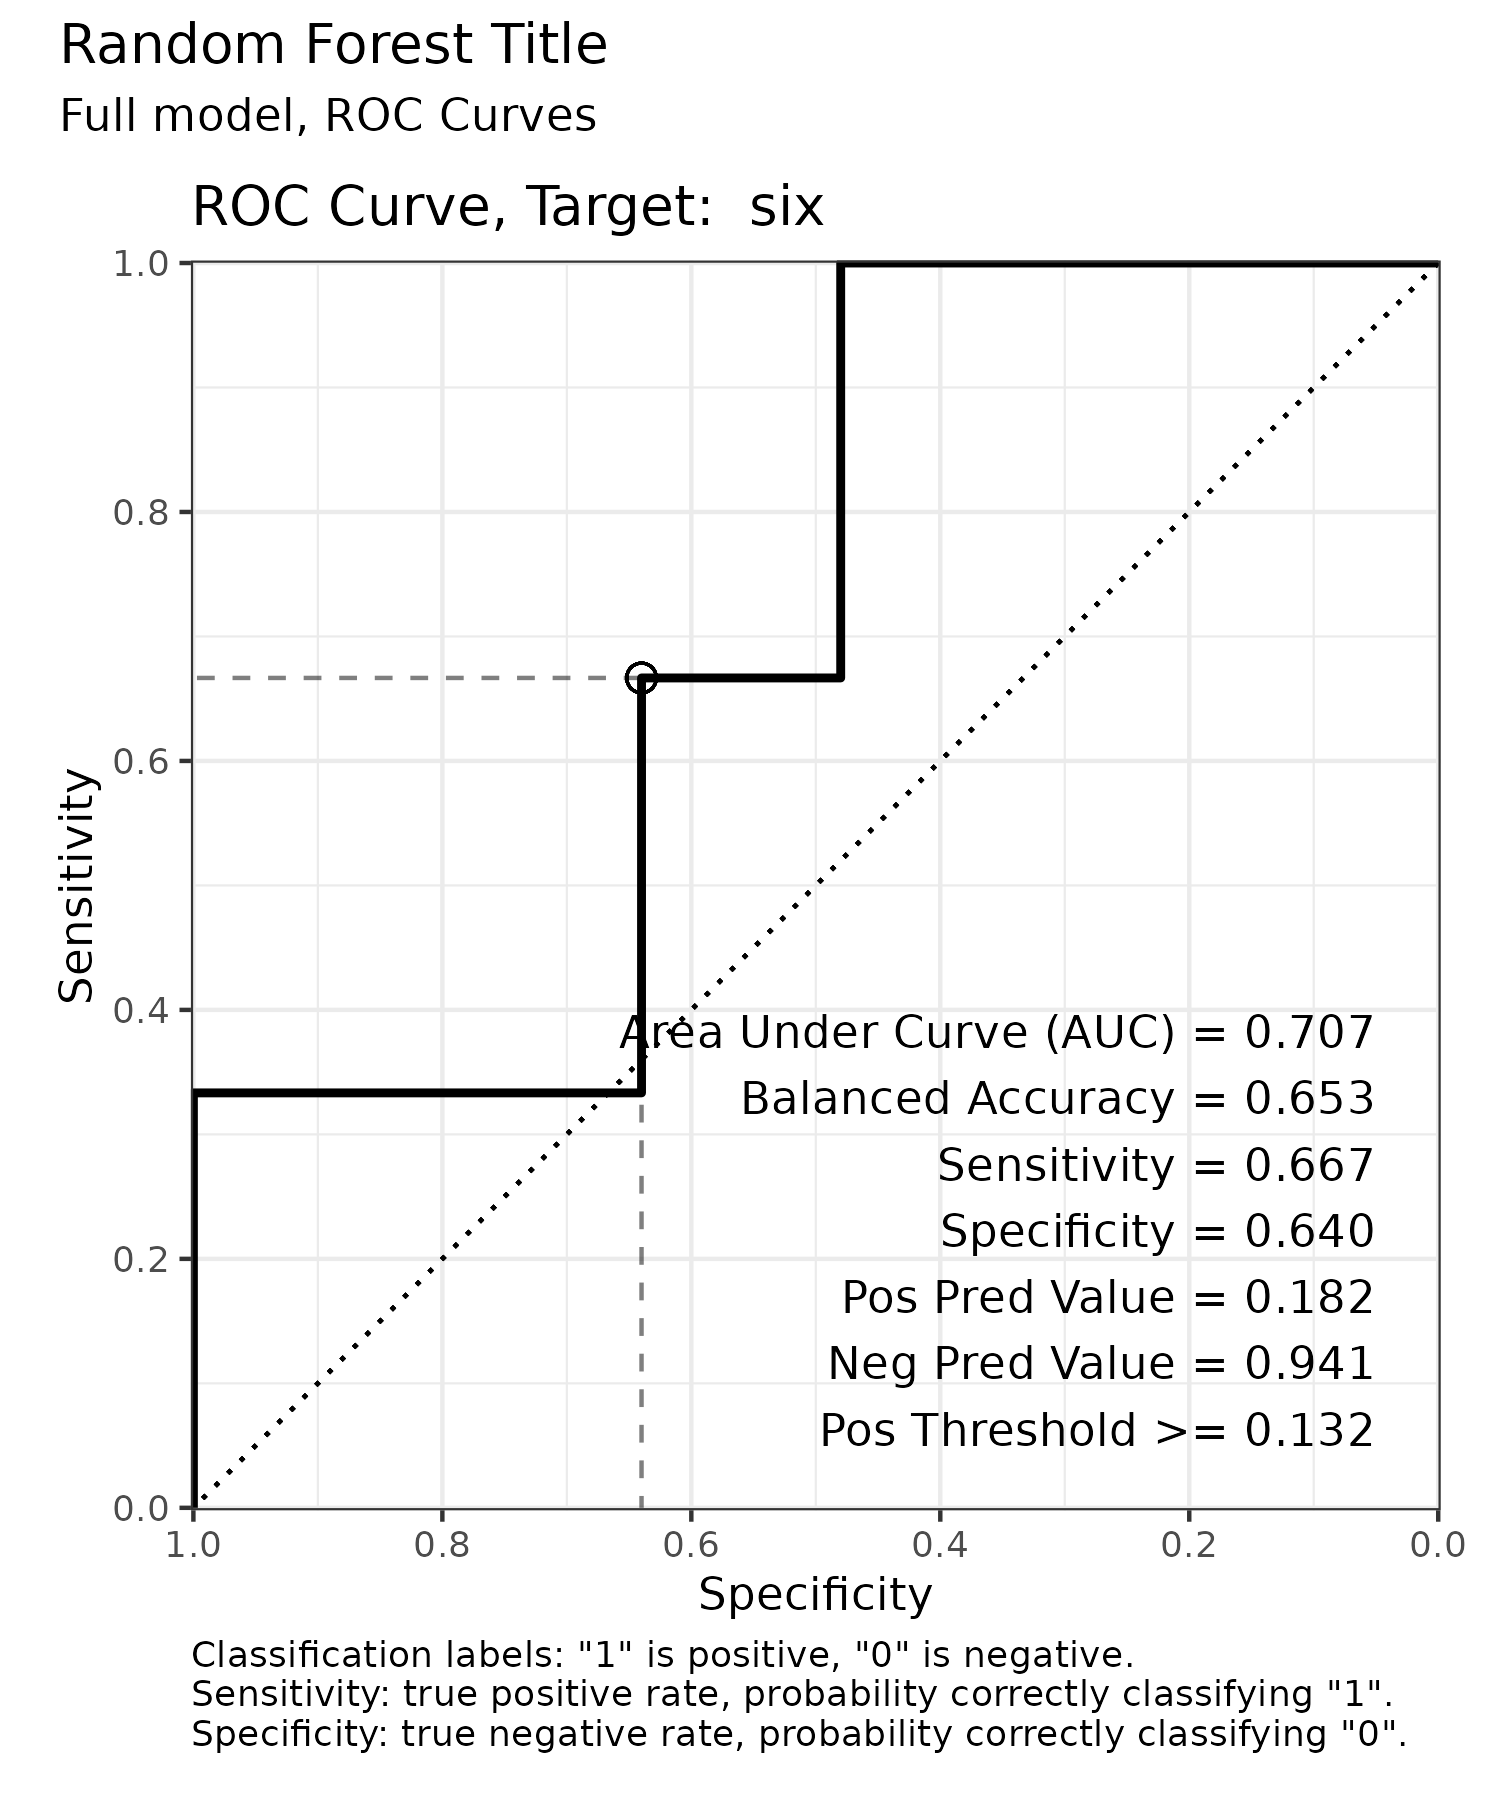 Random Forest Title
Full model, ROC Curves
ROC Curve, Target:  six
1.0
0.8
0.6
0.4
0.2
0.0
Sensitivity
Area Under Curve (AUC) = 0.707
Balanced Accuracy = 0.653
Sensitivity = 0.667
Specificity = 0.640
Pos Pred Value = 0.182
Neg Pred Value = 0.941
Pos Threshold >= 0.132
1.0 0.8 0.6 0.4 0.2 0.0
Specificity
Classification labels: "1" is positive, "0" is negative.
Sensitivity: true positive rate, probability correctly classifying "1".
Specificity: true negative rate, probability correctly classifying "0".